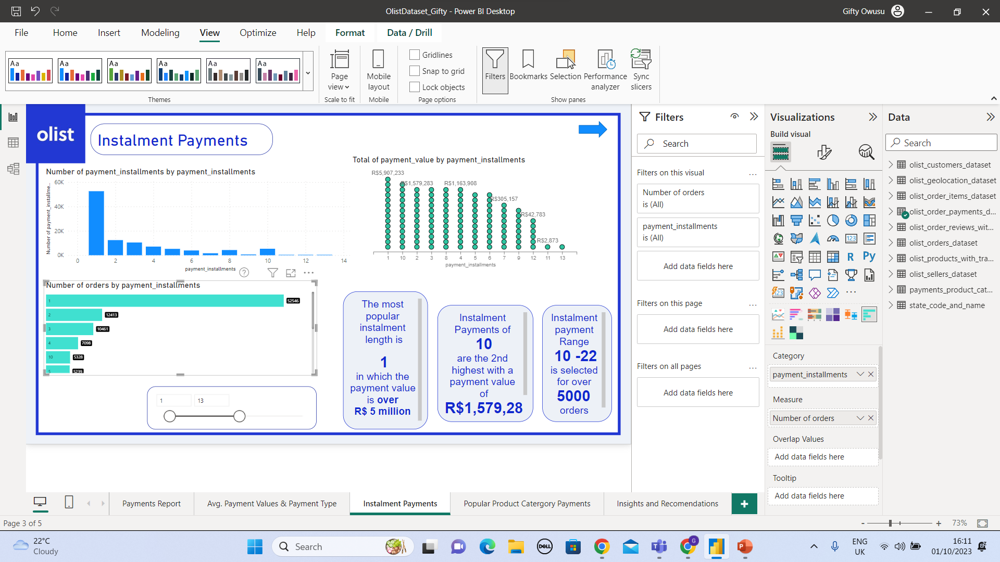 OlistDataset_Gifty - Power BI Desktop
Gifty Owusu
File
Home
Insert
Modeling
View
Optimize
Help
Format
Data / Drill
Aa
Aa
Aa
Aa
Aa
Aa
Themes
Page
view
Scale to fit
Mobile
layout
Mobile
Gridlines
Snap to grid
Lock objects
Page options
Filters
Bookmarks
Selection
Performance
analyzer
Sync
slicers
Show panes
olist
Instalment Payments
Number of payment_installments by payment_installments
Number of payment_installme...
60K
40K
20K
0K
0
2
4
6
8
10
12
14
payment_installments
Total of payment_value by payment_installments
R$5,907,233
R$1,579,283
R$1,163,908
R$305,157
R$42,783
R$2,873
1
10
2
3
8
4
5
6
7
9
12
11
13
payment_installments
Number of orders by payment_installments
1
52546
2
12413
3
10461
4
7098
10
5328
5
5239
1
13
The most
popular
instalment
length is
1
in which the
payment value
is over
R$ 5 million
Instalment
Payments of
10
are the 2nd
highest with a
payment value
of
R$1,579,28
Instalment
payment
Range
10 -22
is selected
for over
5000
orders
Filters
Search
Filters on this visual
...
Number of orders
is (All)
payment_installments
is (All)
Add data fields here
Filters on this page
...
Add data fields here
Filters on all pages
...
Add data fields here
Visualizations
Build visual
123
R
Py
123
...
Category
payment_installments
Measure
Number of orders
Overlap Values
Add data fields here
Tooltip
Add data fields here
Data
Search
olist_customers_dataset
olist_geolocation_dataset
olist_order_items_dataset
olist_order_payments_d...
olist_order_reviews_wit...
olist_orders_dataset
olist_products_with_tra...
olist_sellers_dataset
payments_product_cat...
state_code_and_name
Payments Report
Avg. Payment Values & Payment Type
Instalment Payments
Popular Product Catergory Payments
Insights and Recomendations
+
Page 3 of 5
- + 73%
22°C
Cloudy
Search
DELL
G
ENG
UK
16:11
01/10/2023